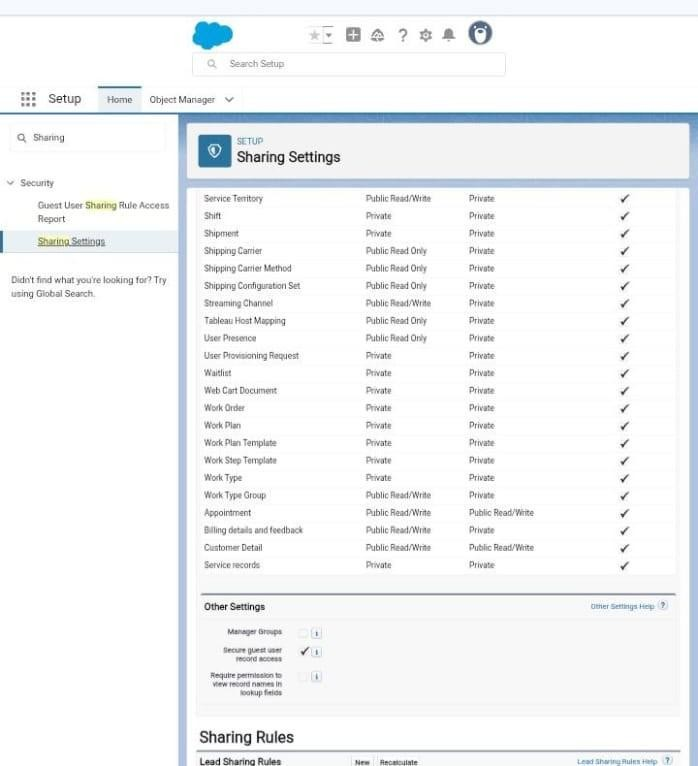 Search Setup
Setup
Home
Object Manager
Sharing
Security
Guest User Sharing Rule Access
Report
Sharing Settings
Didn't find what you're looking for? Try
using Global Search.
SETUP
Sharing Settings
Service Territory Public Read/Write Private
Shift Private Private
Shipment Private Private
Shipping Carrier Public Read Only Private
Shipping Carrier Method Public Read Only Private
Shipping Configuration Set Public Read Only Private
Streaming Channel Public Read/Write Private
Tableau Host Mapping Public Read Only Private
User Presence Public Read Only Private
User Provisioning Request Private Private
Waitlist Private Private
Web Cart Document Private Private
Work Order Private Private
Work Plan Private Private
Work Plan Template Private Private
Work Step Template Private Private
Work Type Private Private
Work Type Group Public Read/Write Private
Appointment Public Read/Write Public Read/Write
Billing details and feedback Public Read/Write Private
Customer Detail Public Read/Write Public Read/Write
Service records Private Private
Other Settings Other Settings Help ?
Manager Groups i
Secure guest user
record access i
Require permission to
view record names in
lookup fields i
Sharing Rules
Lead Sharing Rules New Recalculate Lead Sharing Rules Help ?